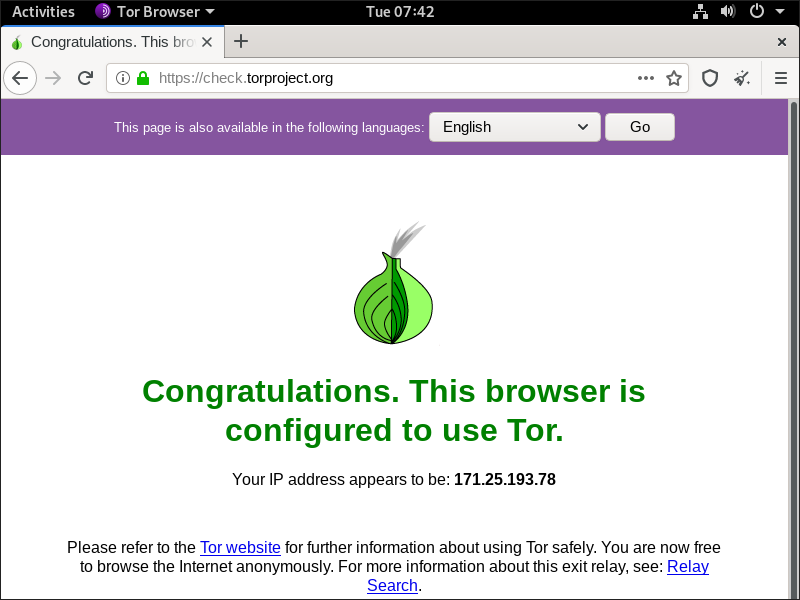 Activities Tor Browser Tue 07:42
Congratulations. This bro
https://check.torproject.org
This page is also available in the following languages: English Go
Congratulations. This browser is
configured to use Tor.
Your IP address appears to be: 171.25.193.78
Please refer to the Tor website for further information about using Tor safely. You are now free
to browse the Internet anonymously. For more information about this exit relay, see: Relay
Search.